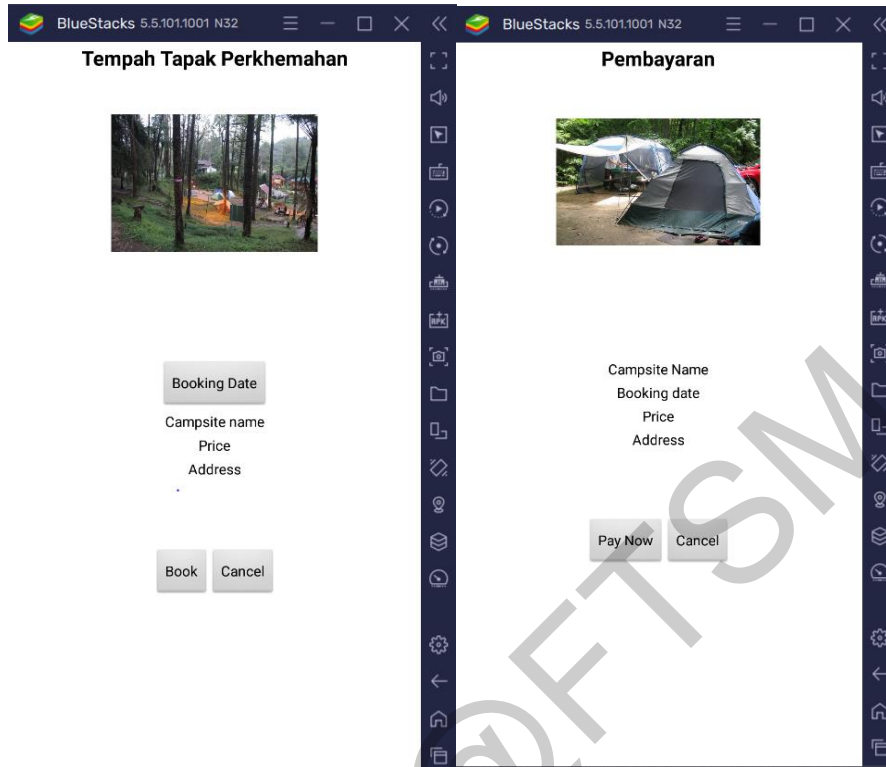 BlueStacks 5.5.101.1001 N32
Tempah Tapak Perkhemahan
Booking Date
Campsite name
Price
Address
Book Cancel
BlueStacks 5.5.101.1001 N32
Pembayaran
Campsite Name
Booking date
Price
Address
Pay Now Cancel
@FTSM